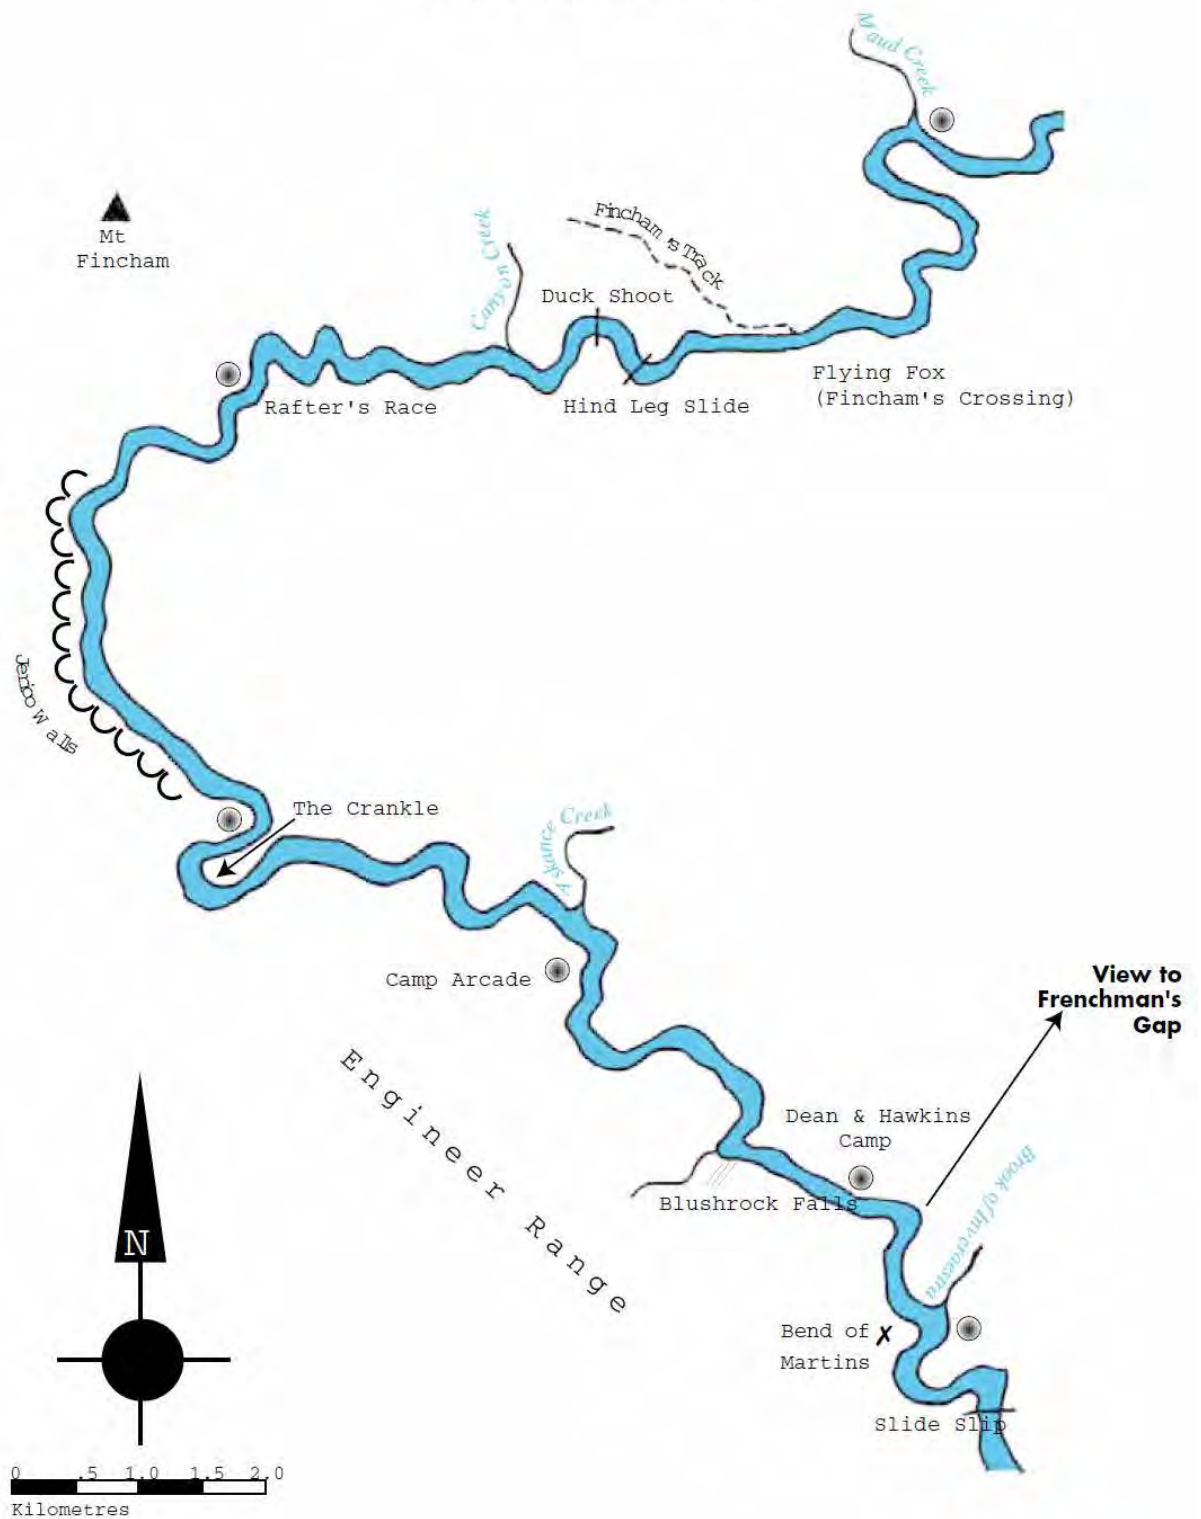 Maud Creek
Mt
Fincham
Canyon Creek
Fincham's Track
Duck Shoot
Flying Fox
(Fincham's Crossing)
Rafter's Race
Hind Leg Slide
Jerico Walls
The Crankle
Askance Creek
Camp Arcade
View to
Frenchman's
Gap
Engineer Range
Dean & Hawkins
Camp
Blushrock Falls
Brook of Inveraestra
Bend of
Martins
X
Slide Slip
N
0 .5 1.0 1.5 2.0
Kilometres